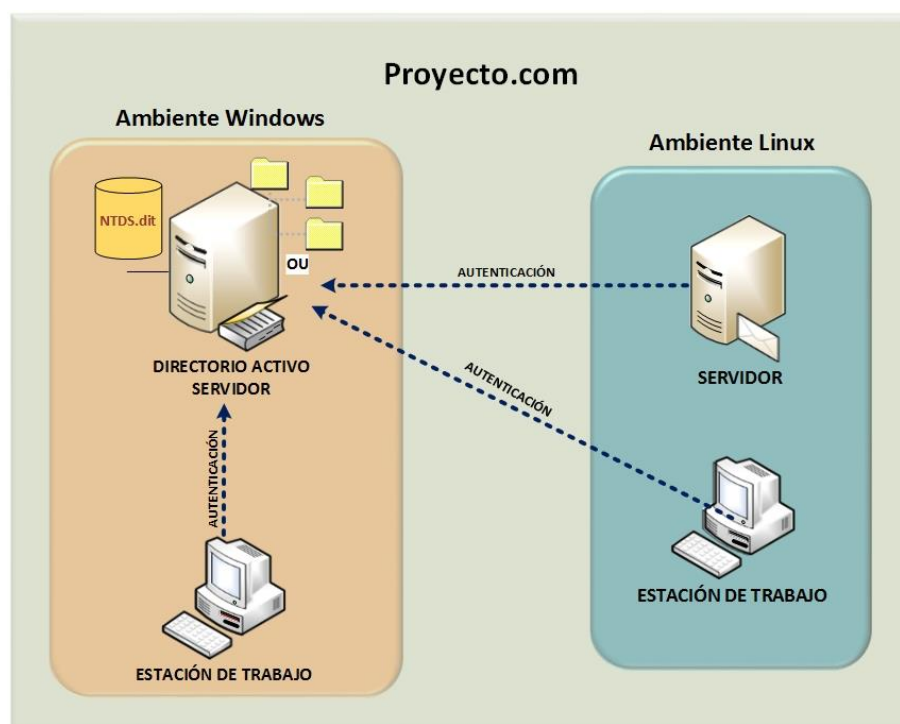 Proyecto.com
Ambiente Windows
NTDS.dit
OU
DIRECTORIO ACTIVO
SERVIDOR
AUTENTICACIÓN
ESTACIÓN DE TRABAJO
AUTENTICACIÓN
AUTENTICACIÓN
Ambiente Linux
SERVIDOR
ESTACIÓN DE TRABAJO